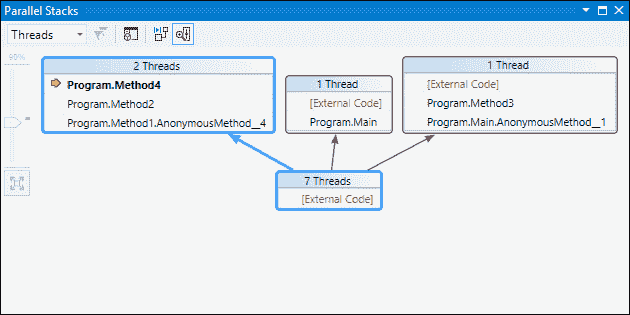 Parallel Stacks
Threads
99%
2 Threads
Program.Method4
Program.Method2
Program.Method1.AnonymousMethod__4
1 Thread
[External Code]
Program.Main
1 Thread
[External Code]
Program.Method3
Program.Main.AnonymousMethod__1
7 Threads
[External Code]